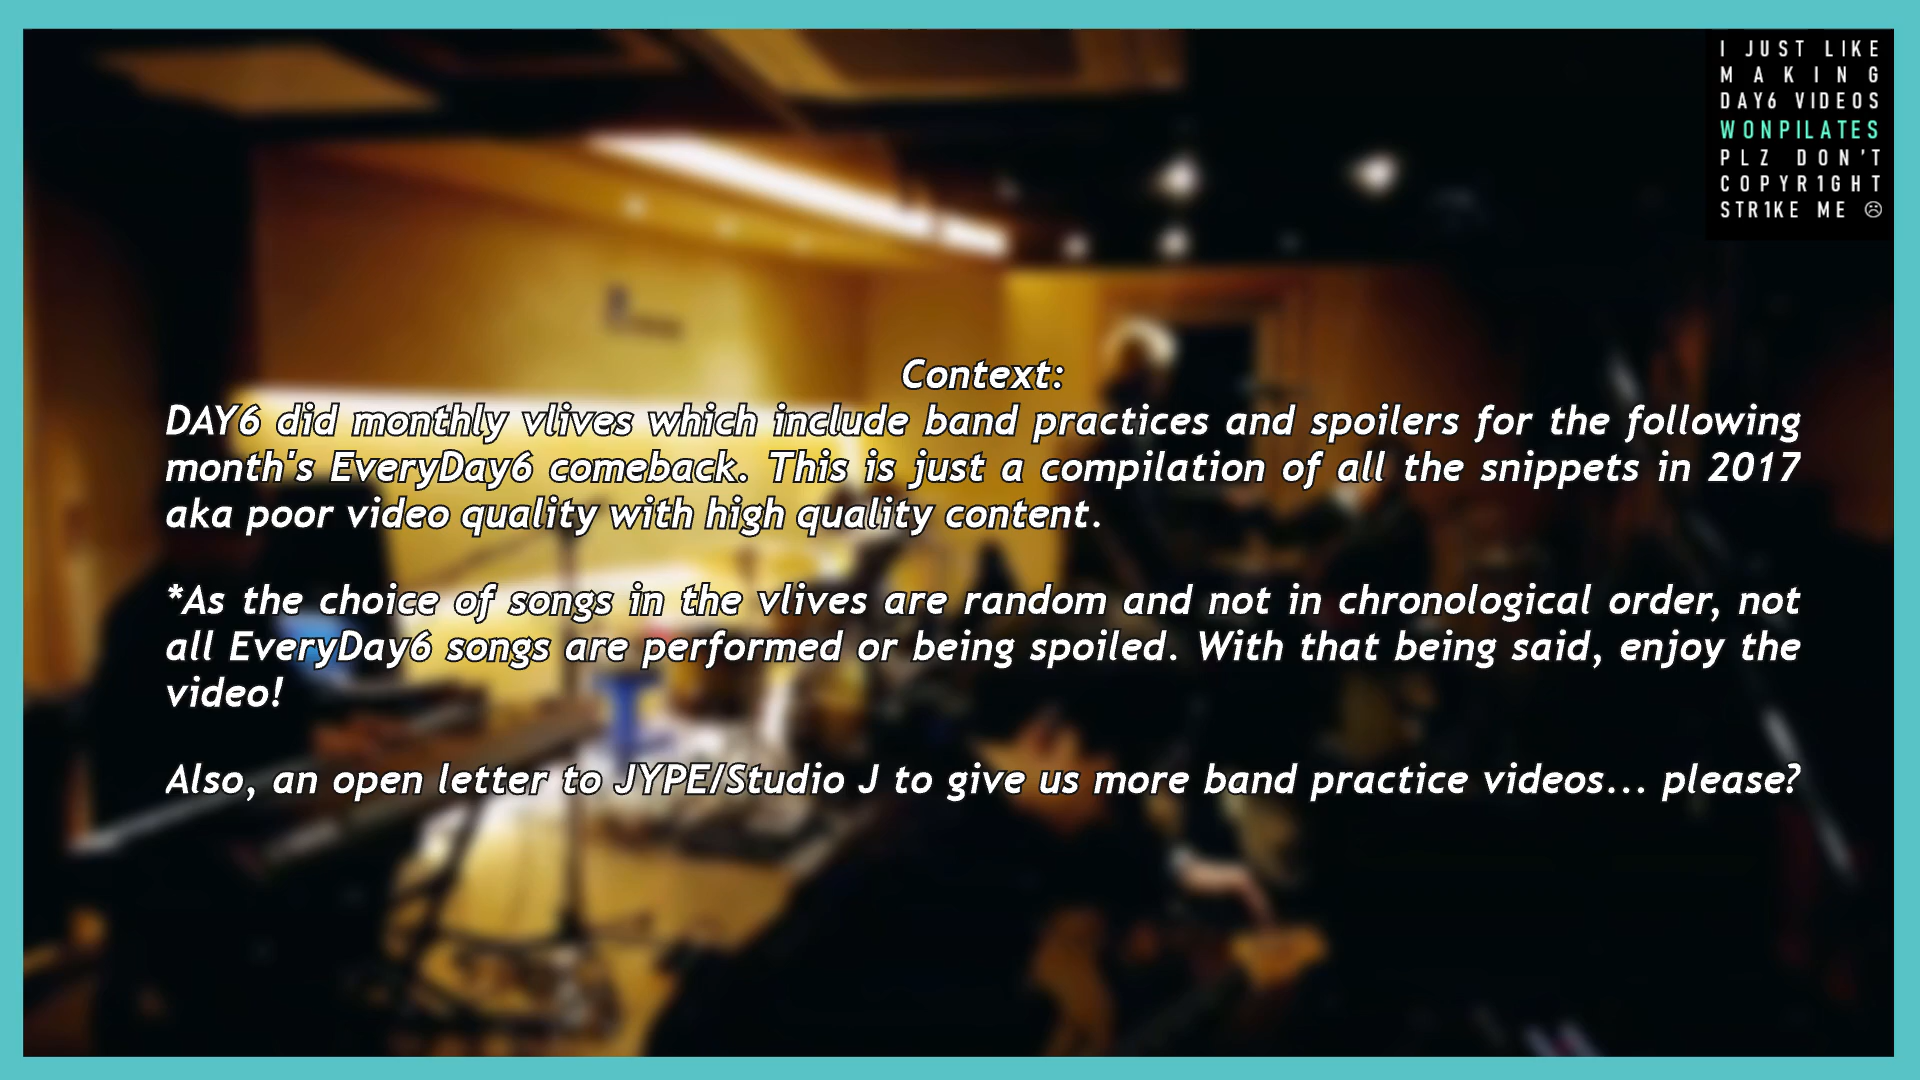 I JUST LIKE
MAKING
DAY6 VIDEOS
WONPILATES
PLZ DON'T
COPYR1GHT
STR1KE ME ☹
Context:
DAY6 did monthly vlives which include band practices and spoilers for the following
month's EveryDay6 comeback. This is just a compilation of all the snippets in 2017
aka poor video quality with high quality content.
*As the choice of songs in the vlives are random and not in chronological order, not
all EveryDay6 songs are performed or being spoiled. With that being said, enjoy the
video!
Also, an open letter to JYPE/Studio J to give us more band practice videos... please?